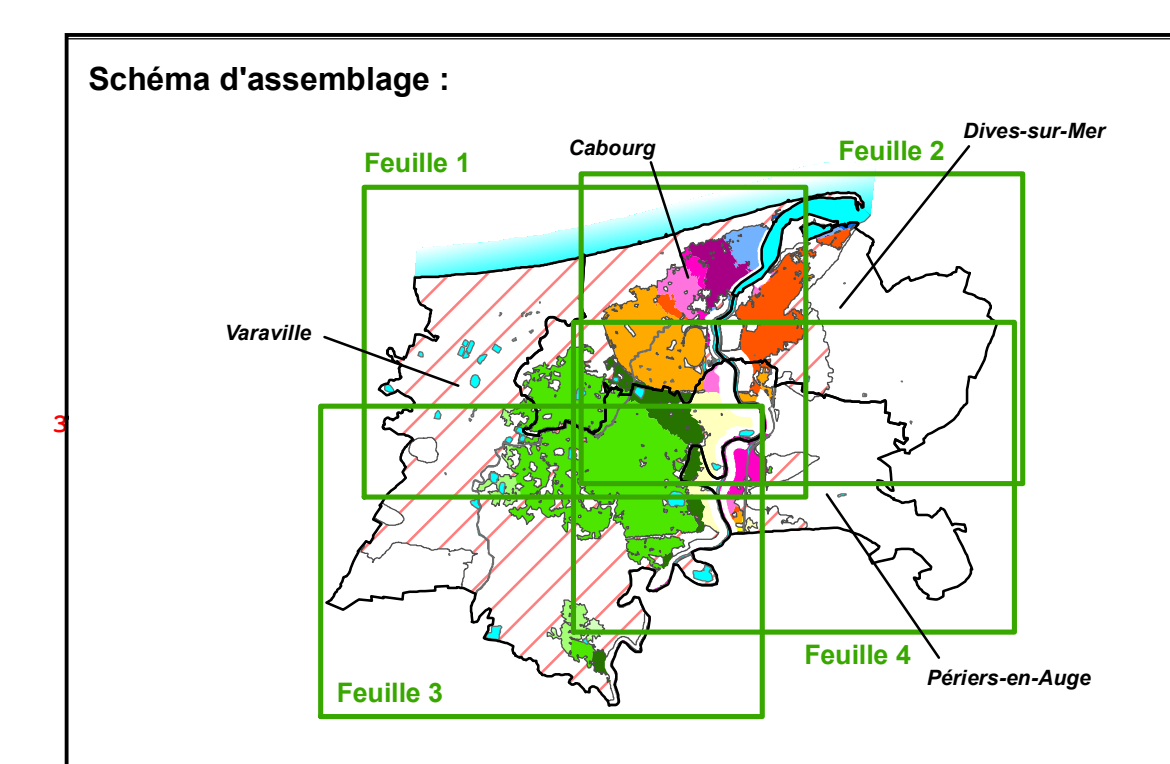 Schéma d'assemblage :
Dives-sur-Mer
Cabourg
Feuille 2
Feuille 1
Varaville
3
Feuille 4
Périers-en-Auge
Feuille 3